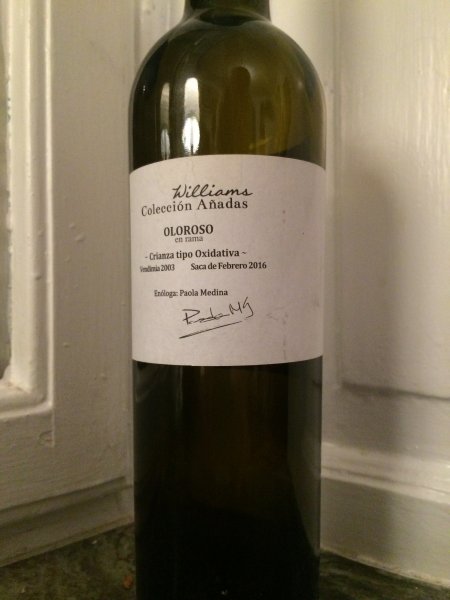 Williams
Colección Añadas
OLOROSO
en rama
~ Crianza tipo Oxidativa ~
Vendimia 2003 Saca de Febrero 2016
Enóloga: Paola Medina